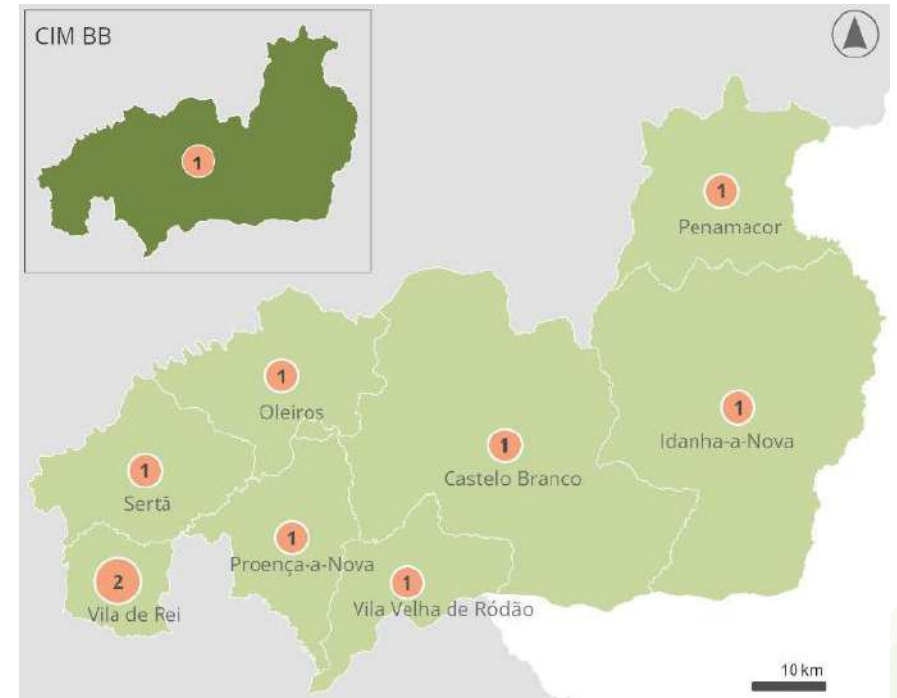 CIM BB
1
1
Penamacor
1
Oleiros
1
Idanha-a-Nova
1
Castelo Branco
1
Sertã
1
Proença-a-Nova
2
Vila de Rei
1
Vila Velha de Ródão
10 km